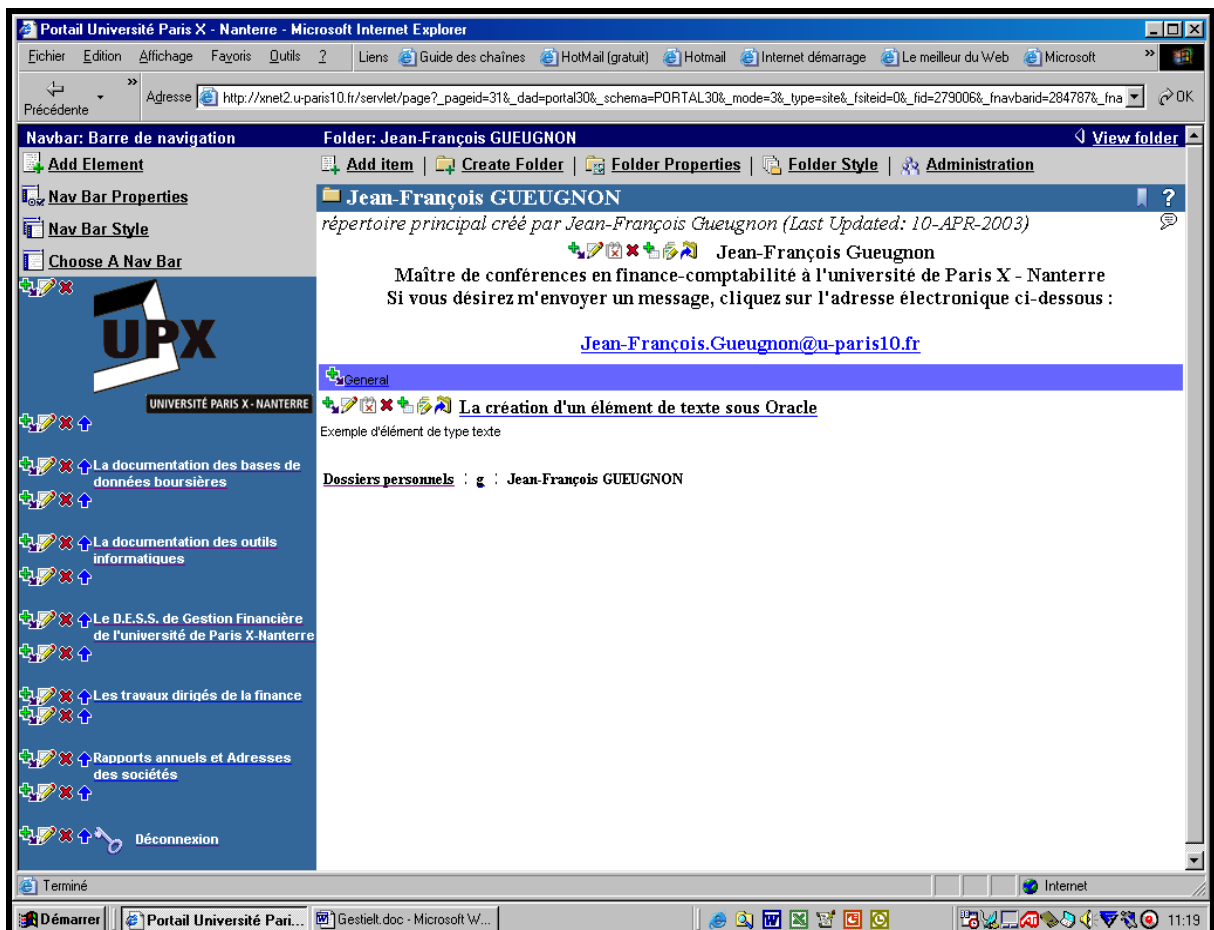 Portail Université Paris X - Nanterre - Microsoft Internet Explorer
Fichier Edition Affichage Favoris Outils ? Liens Guide des chaînes HotMail (gratuit) Hotmail Internet démarrage Le meilleur du Web Microsoft »
Précédente » Adresse http://xnet2.u-paris10.fr/servlet/page?_pageid=31&_dad=portal30&_schema=PORTAL30&_mode=3&_type=site&_fsiteid=0&_fid=279006&_fnavbarid=284787&_fna OK
Navbar: Barre de navigation
Add Element
Nav Bar Properties
Nav Bar Style
Choose A Nav Bar
UPX
UNIVERSITÉ PARIS X - NANTERRE
La documentation des bases de
données boursières
La documentation des outils
informatiques
Le D.E.S.S. de Gestion Financière
de l'université de Paris X-Nanterre
Les travaux dirigés de la finance
Rapports annuels et Adresses
des sociétés
Déconnexion
Folder: Jean-François GUEUGNON View folder
Add item | Create Folder | Folder Properties | Folder Style | Administration
Jean-François GUEUGNON ?
répertoire principal créé par Jean-François Gueugnon (Last Updated: 10-APR-2003)
Jean-François Gueugnon
Maître de conférences en finance-comptabilité à l'université de Paris X - Nanterre
Si vous désirez m'envoyer un message, cliquez sur l'adresse électronique ci-dessous :
Jean-François.Gueugnon@u-paris10.fr
General
La création d'un élément de texte sous Oracle
Exemple d'élément de type texte
Dossiers personnels : g : Jean-François GUEUGNON
Terminé Internet
Démarrer Portail Université Pari... Gestielt.doc - Microsoft W... 11:19